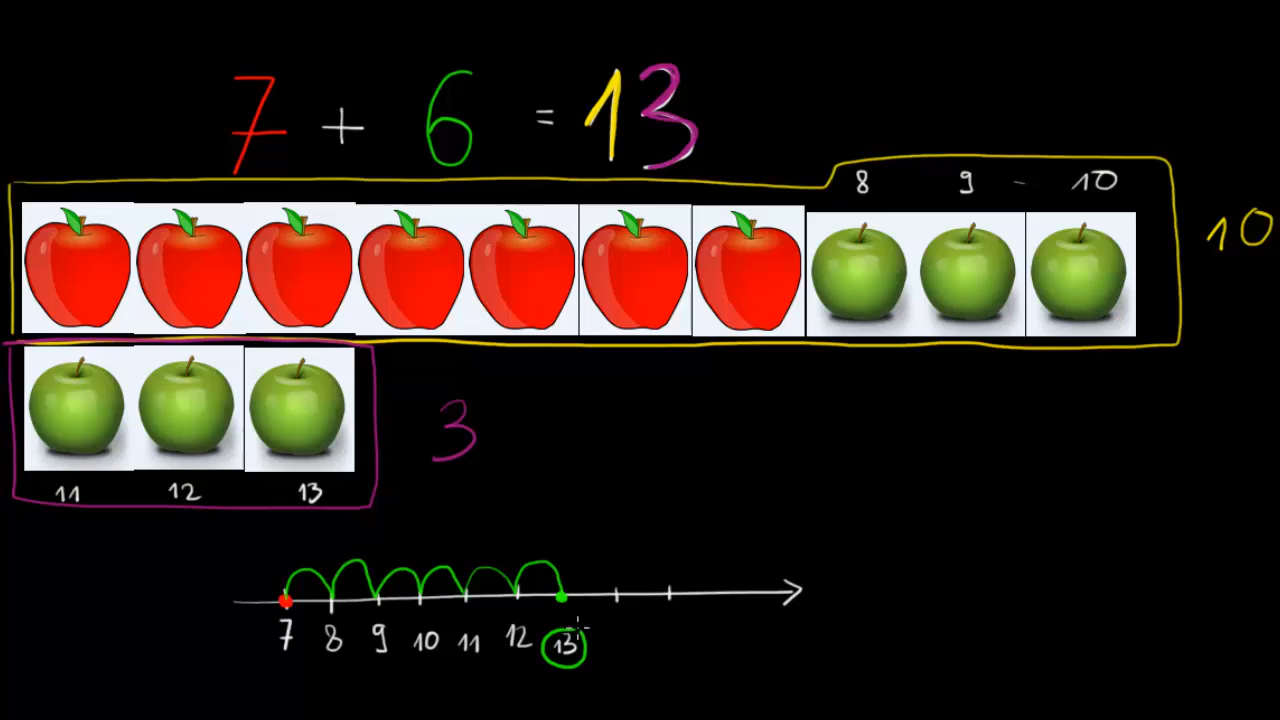 7 + 6 = 13
8 9 - 10
10
3
11 12 13
7 8 9 10 11 12 13